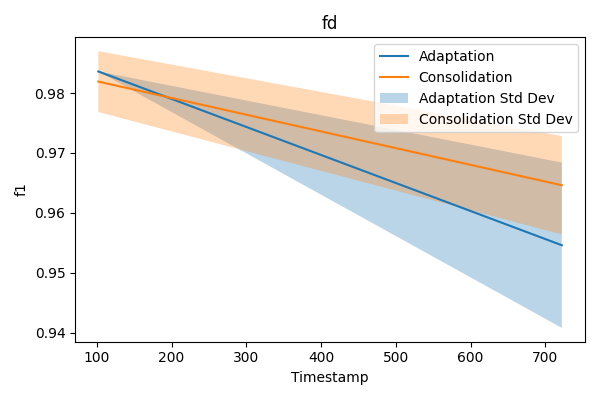 fd
Adaptation
Consolidation
Adaptation Std Dev
Consolidation Std Dev
0.98
0.97
0.96
0.95
0.94
f1
100 200 300 400 500 600 700
Timestamp